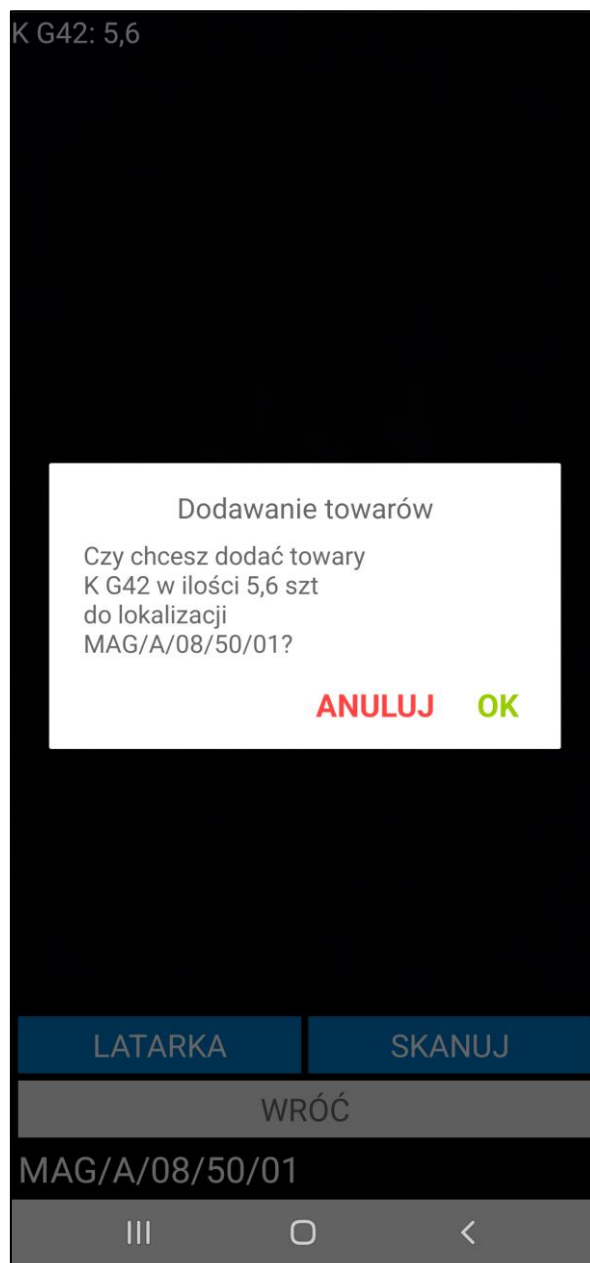 K G42: 5,6
Dodawanie towarów
Czy chcesz dodać towary
K G42 w ilości 5,6 szt
do lokalizacji
MAG/A/08/50/01?
ANULUJ OK
LATARKA SKANUJ
WRÓĆ
MAG/A/08/50/01